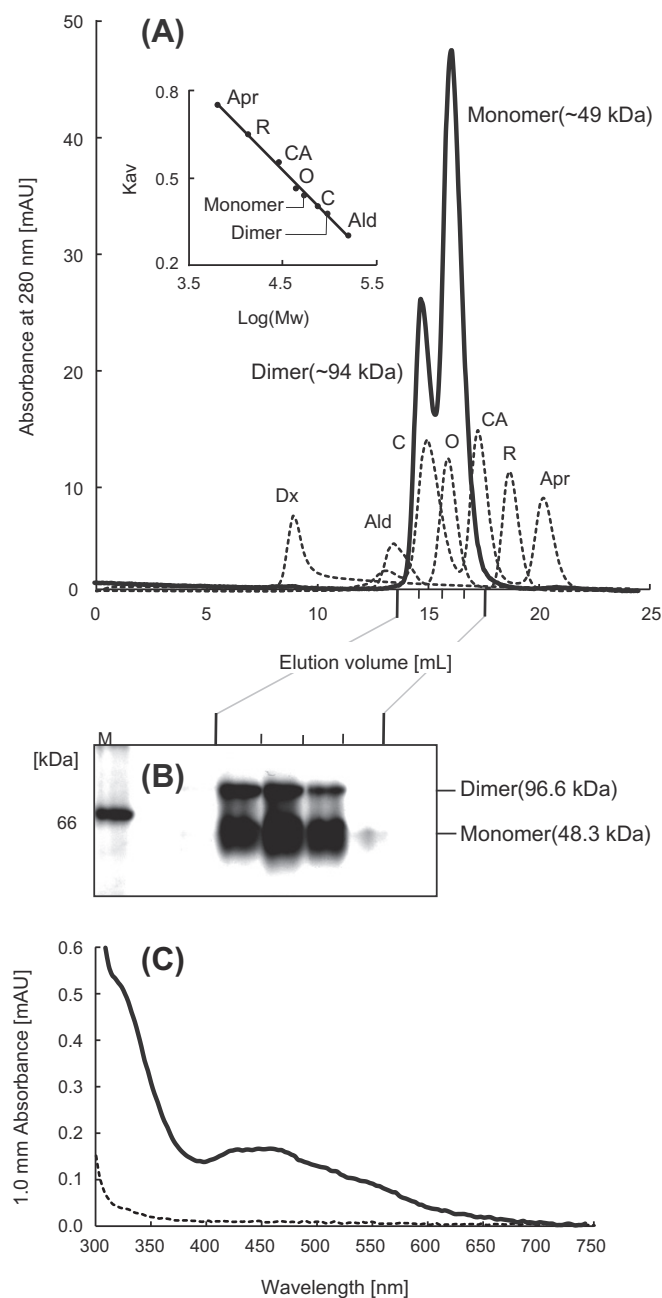 (A)
50
40
30
20
10
0
Absorbance at 280 nm [mAU]
0.8
0.5
0.2
Kav
Apr
R
CA
O
Monomer
C
Dimer
Ald
3.5
4.5
5.5
Log(Mw)
Monomer(~49 kDa)
Dimer(~94 kDa)
Dx
Ald
C
O
CA
R
Apr
0
5
10
15
20
25
Elution volume [mL]
M
[kDa]
(B)
66
Dimer(96.6 kDa)
Monomer(48.3 kDa)
(C)
0.6
0.5
0.4
0.3
0.2
0.1
0.0
1.0 mm Absorbance [mAU]
300
350
400
450
500
550
600
650
700
750
Wavelength [nm]